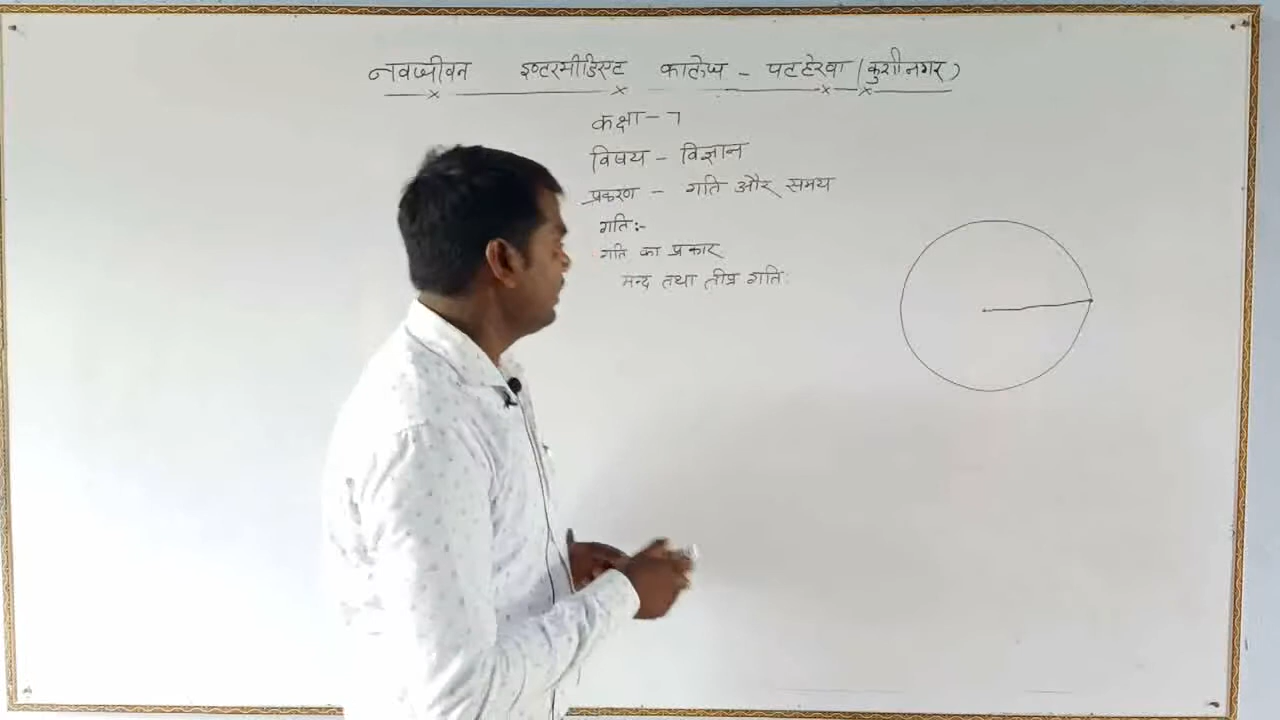 नवजीवन इण्टरमीडिएट कालेज - पटहेरवा (कुशीनगर)
कक्षा - 7
विषय - विज्ञान
प्रकरण - गति और समय
गति :-
गति का प्रकार
मन्द तथा तीव्र गति :